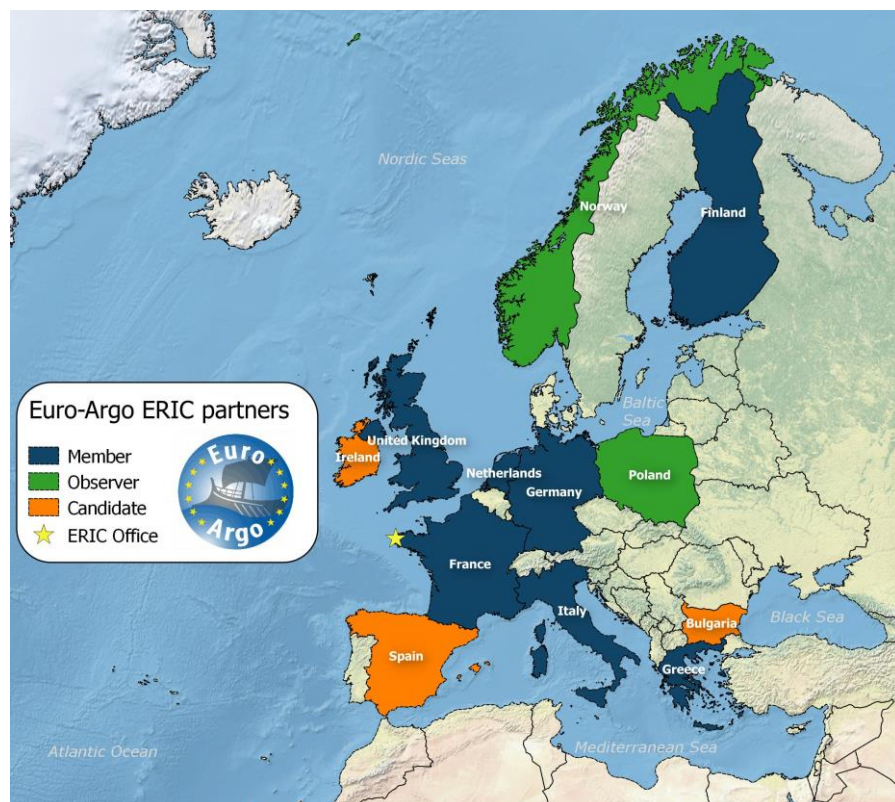 Nordic Seas
Norway
Finland
Baltic
Sea
Euro-Argo ERIC partners
Member
Observer
Candidate
ERIC Office
Euro
Argo
United Kingdom
Ireland
Netherlands
Germany
Poland
France
Italy
Spain
Bulgaria
Black Sea
Greece
Atlantic Ocean
Mediterranean Sea